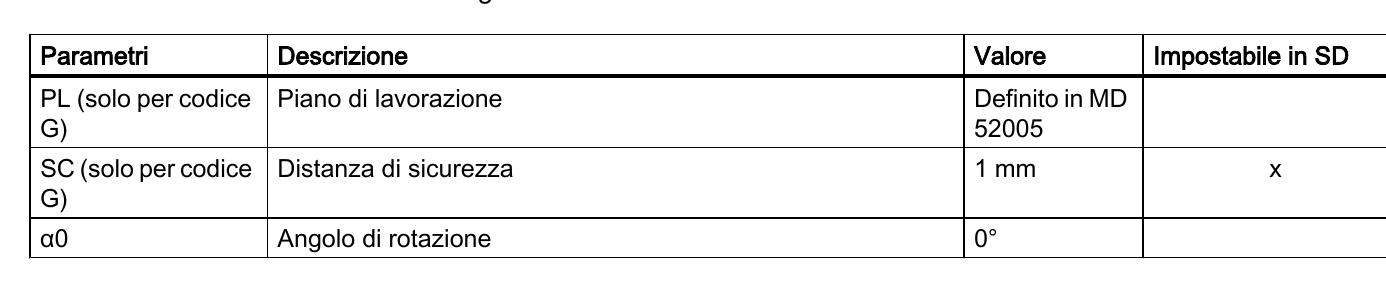 Parametri Descrizione Valore Impostabile in SD
PL (solo per codice Piano di lavorazione Definito in MD
G) 52005
SC (solo per codice Distanza di sicurezza 1 mm x
G)
α0 Angolo di rotazione 0°